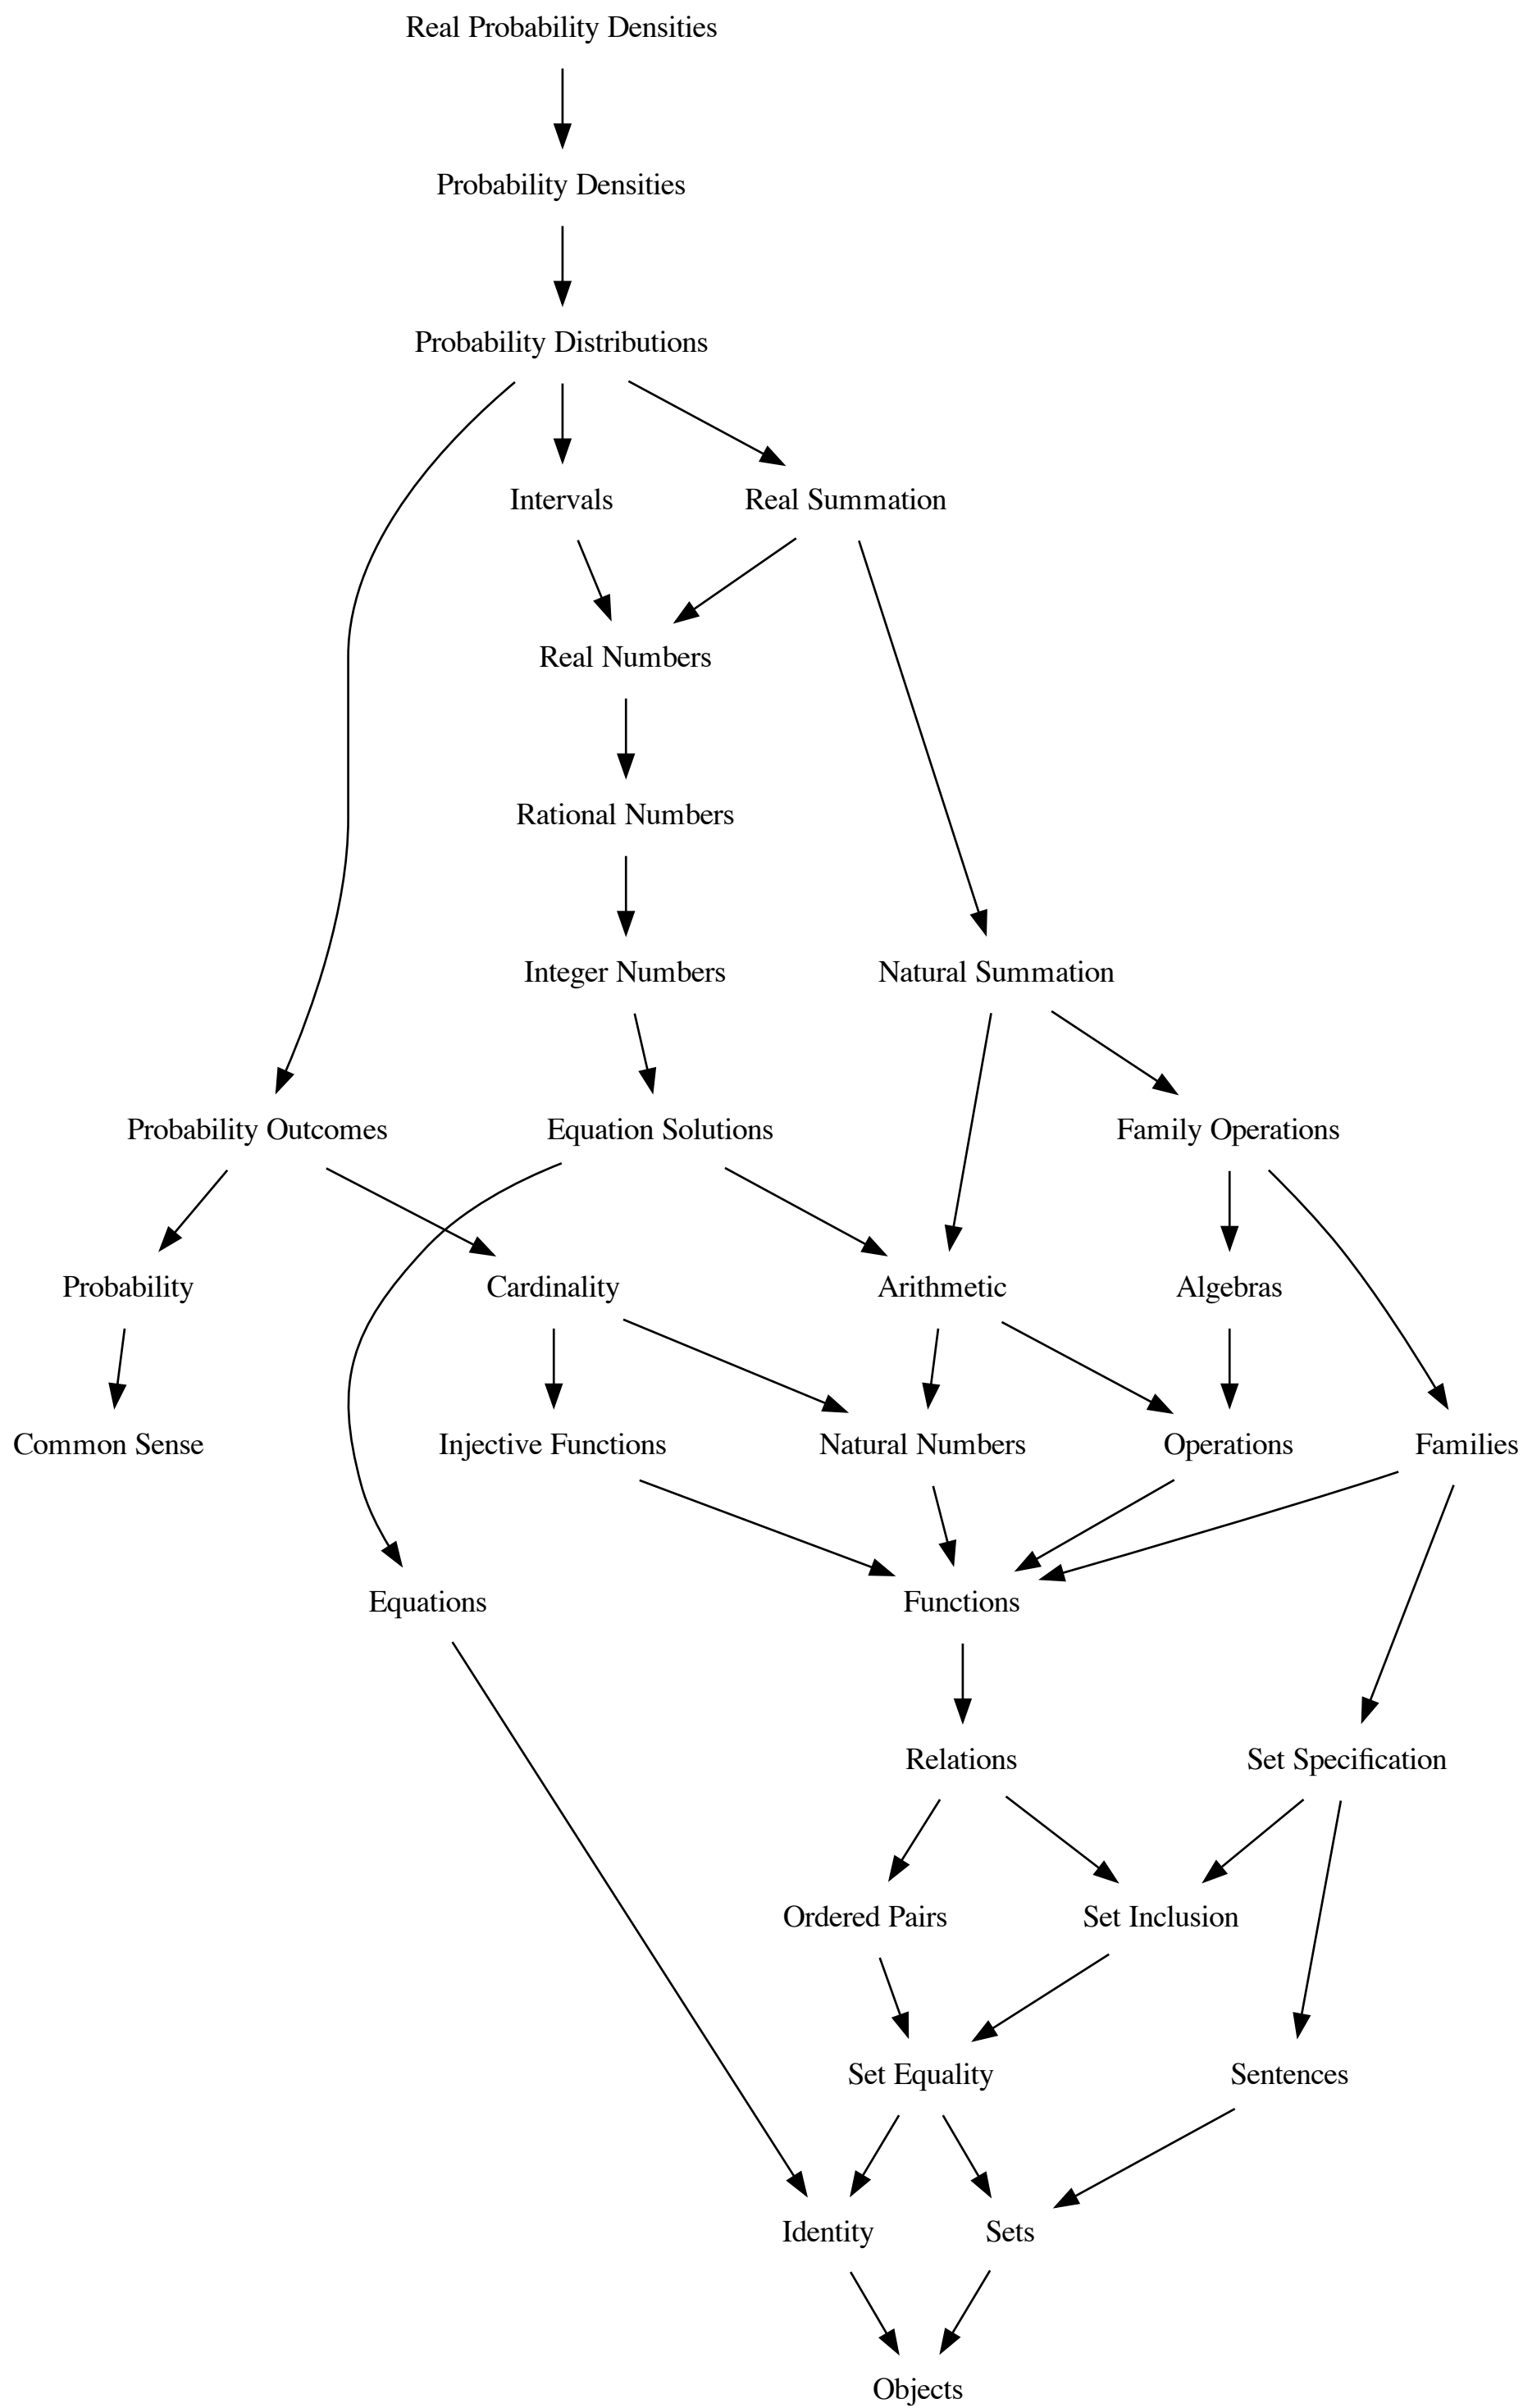 Real Probability Densities
Probability Densities
Probability Distributions
Intervals
Real Summation
Real Numbers
Rational Numbers
Integer Numbers
Natural Summation
Probability Outcomes
Equation Solutions
Family Operations
Probability
Cardinality
Arithmetic
Algebras
Common Sense
Injective Functions
Natural Numbers
Operations
Families
Equations
Functions
Relations
Set Specification
Ordered Pairs
Set Inclusion
Set Equality
Sentences
Identity
Sets
Objects